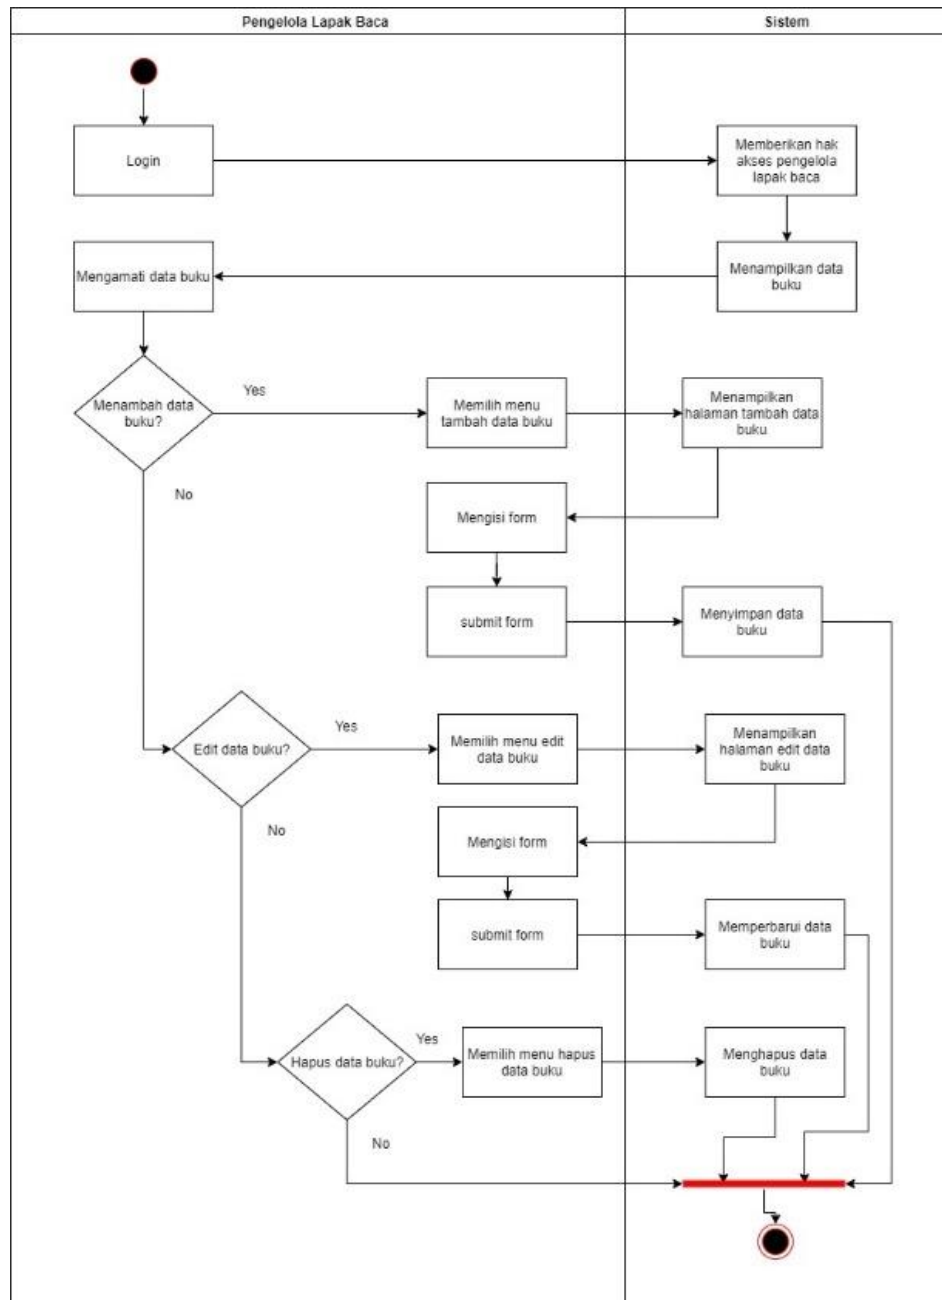 Pengelola Lapak Baca
Sistem
Login
Memberikan hak
akses pengelola
lapak baca
Mengamati data buku
Menampilkan data
buku
Menambah data
buku?
Yes
Memilih menu
tambah data buku
Menampilkan
halaman tambah data
buku
No
Mengisi form
submit form
Menyimpan data
buku
Edit data buku?
Yes
Memilih menu edit
data buku
Menampilkan
halaman edit data
buku
No
Mengisi form
submit form
Memperbarui data
buku
Hapus data buku?
Yes
Memilih menu hapus
data buku
Menghapus data
buku
No